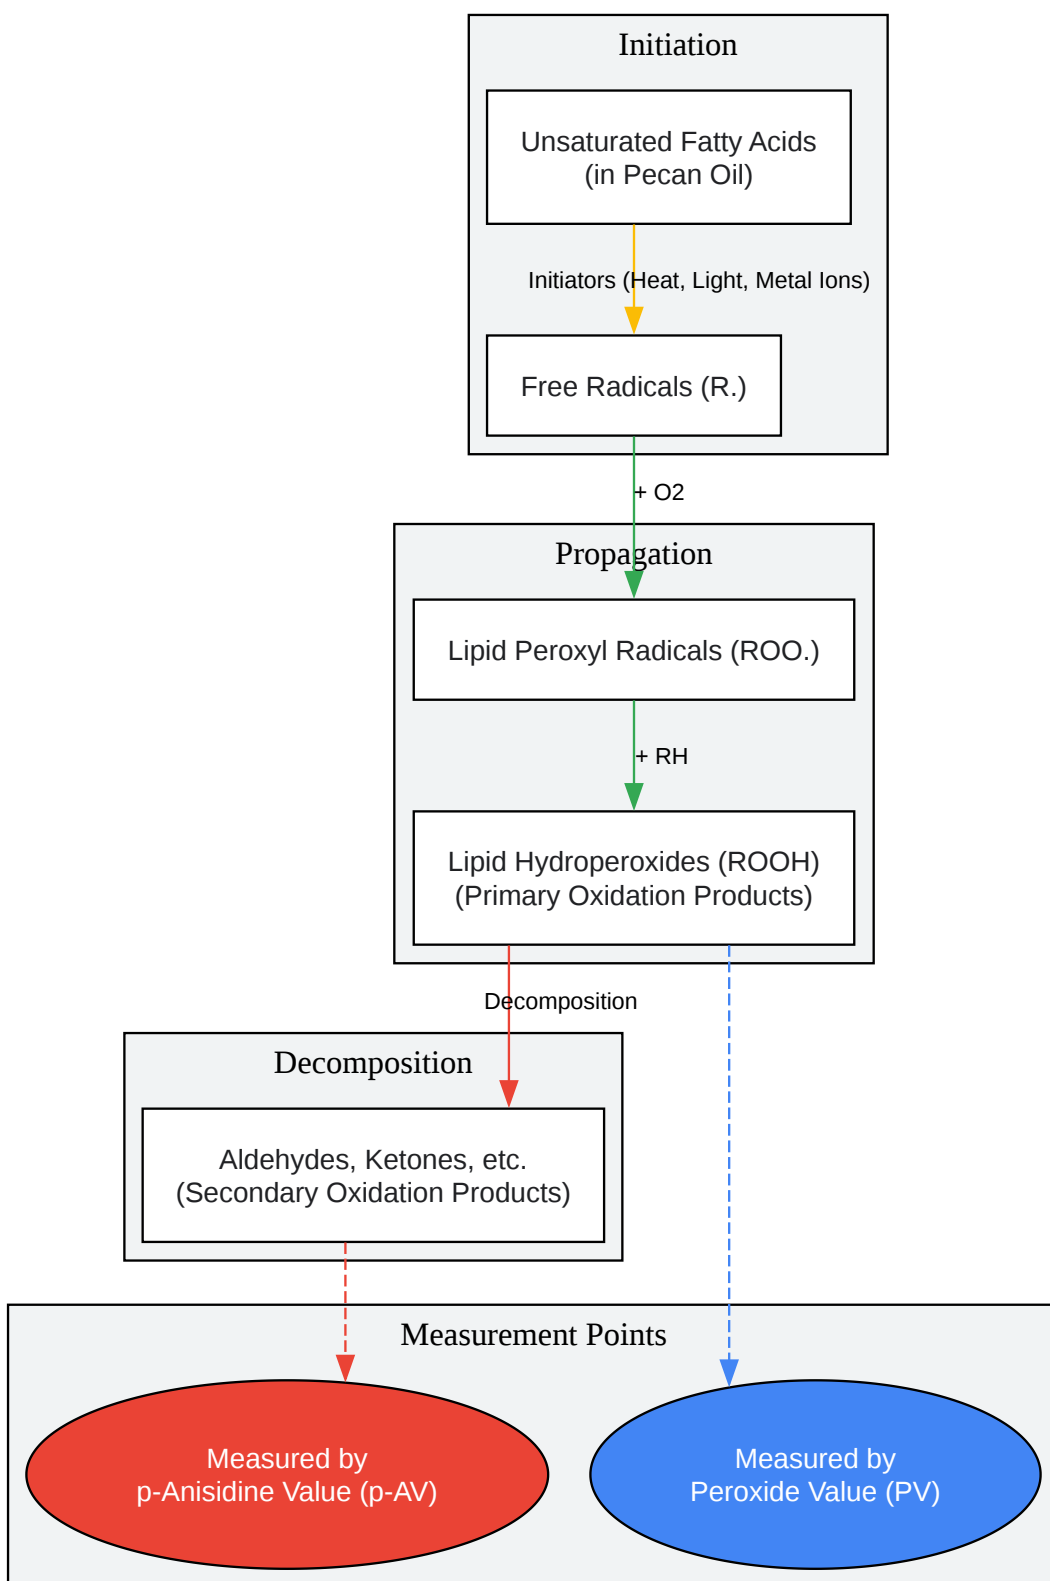 Initiation
Unsaturated Fatty Acids
(in Pecan Oil)
Initiators (Heat, Light, Metal Ions)
Free Radicals (R.)
+ O2
Propagation
Lipid Peroxyl Radicals (ROO.)
+ RH
Lipid Hydroperoxides (ROOH)
(Primary Oxidation Products)
Decomposition
Decomposition
Aldehydes, Ketones, etc.
(Secondary Oxidation Products)
Measurement Points
Measured by
p-Anisidine Value (p-AV)
Measured by
Peroxide Value (PV)